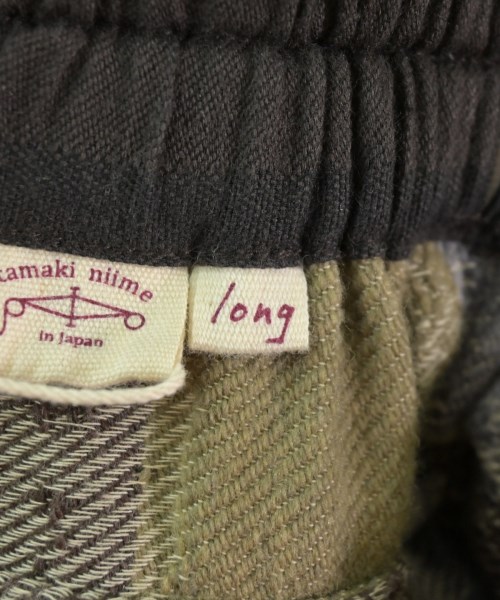 tamaki niime
in Japan
long